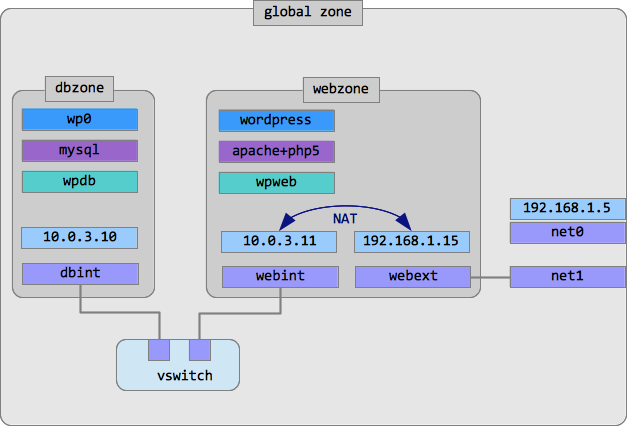 global zone
dbzone
wp0
mysql
wpdb
10.0.3.10
dbint
webzone
wordpress
apache+php5
wpweb
NAT
10.0.3.11
192.168.1.15
webint
webext
192.168.1.5
net0
net1
vswitch